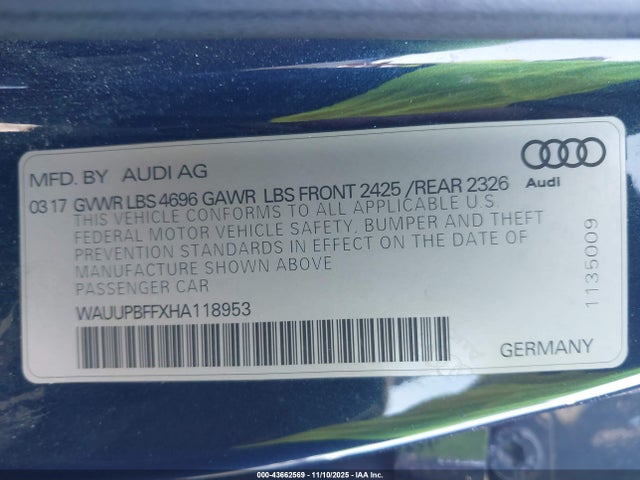 MFD. BY AUDI AG
Audi
03 17 GVWR LBS 4696 GAWR LBS FRONT 2425 /REAR 2326
THIS VEHICLE CONFORMS TO ALL APPLICABLE U.S.
FEDERAL MOTOR VEHICLE SAFETY, BUMPER AND THEFT
PREVENTION STANDARDS IN EFFECT ON THE DATE OF
MANUFACTURE SHOWN ABOVE
PASSENGER CAR
WAUUPBFFXHA118953
GERMANY
1135009
000-43662569 - 11/10/2025 - IAA Inc.